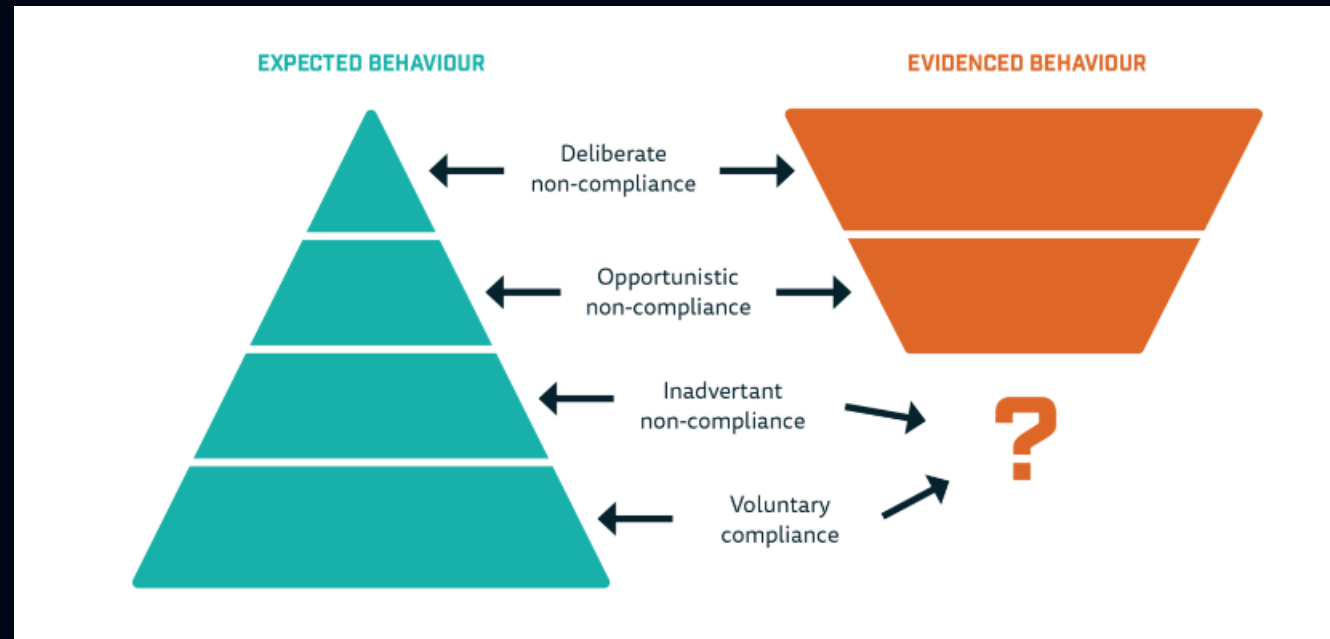 EXPECTED BEHAVIOUR
EVIDENCED BEHAVIOUR
Deliberate
non-compliance
Opportunistic
non-compliance
Inadvertant
non-compliance
?
Voluntary
compliance